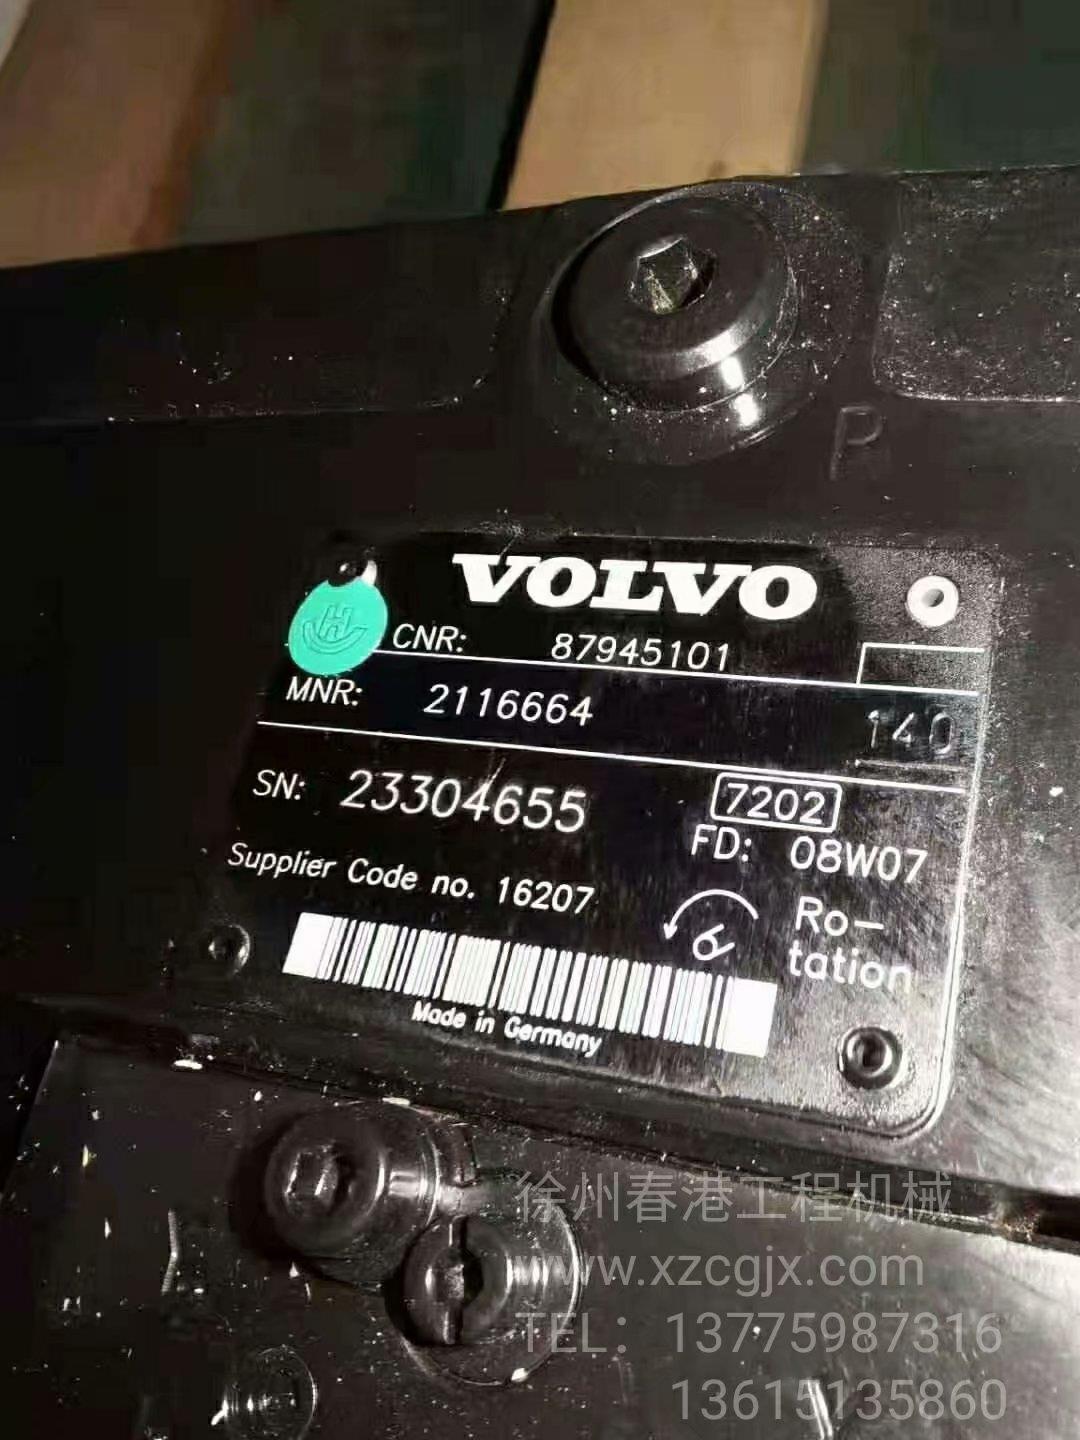 P
VOLVO
CNR: 87945101
MNR: 2116664
140
SN: 23304655
7202
FD: 08W07
Supplier Code no. 16207
Ro-
tation
Made in Germany
徐州春港工程机械
www.xzcgjx.com
TEL：13775987316
13615135860